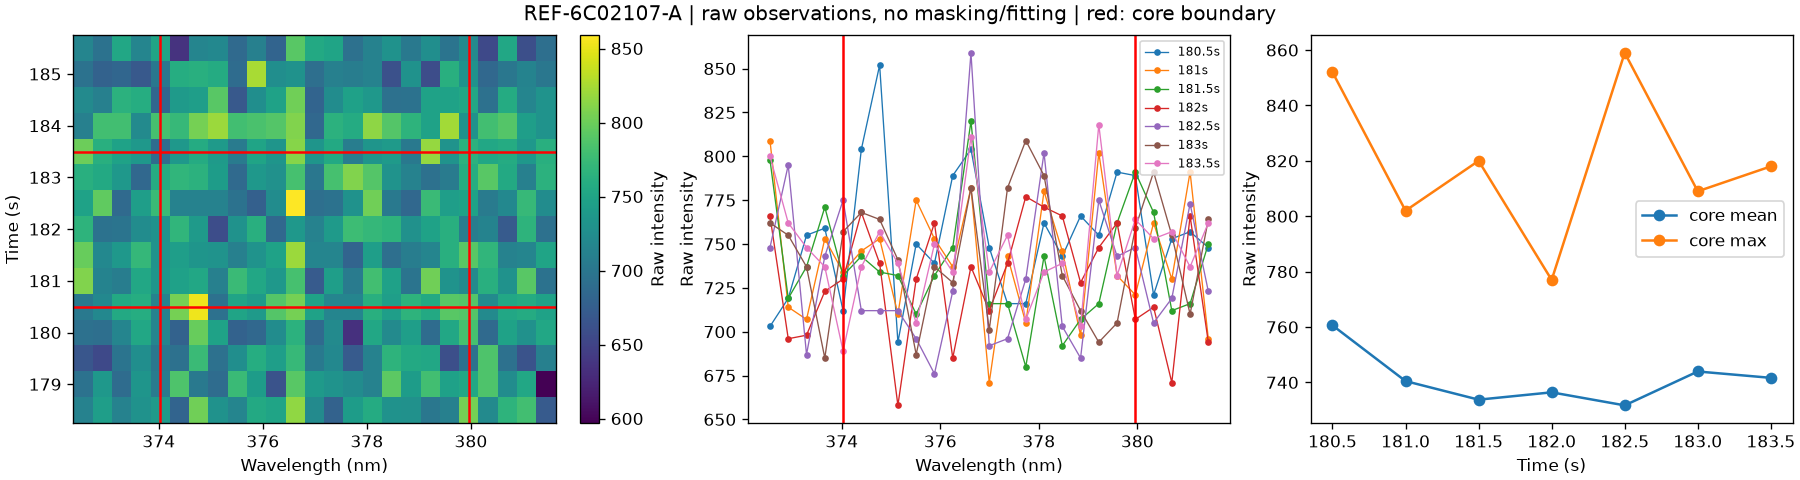 REF-6C02107-A | raw observations, no masking/fitting | red: core boundary
Time (s)
185
184
183
182
181
180
179
374
376
378
380
Wavelength (nm)
850
800
750
700
650
600
Raw intensity
Raw intensity
850
825
800
775
750
725
700
675
650
374
376
378
380
Wavelength (nm)
180.5s
181s
181.5s
182s
182.5s
183s
183.5s
Raw intensity
860
840
820
800
780
760
740
180.5
181.0
181.5
182.0
182.5
183.0
183.5
Time (s)
core mean
core max